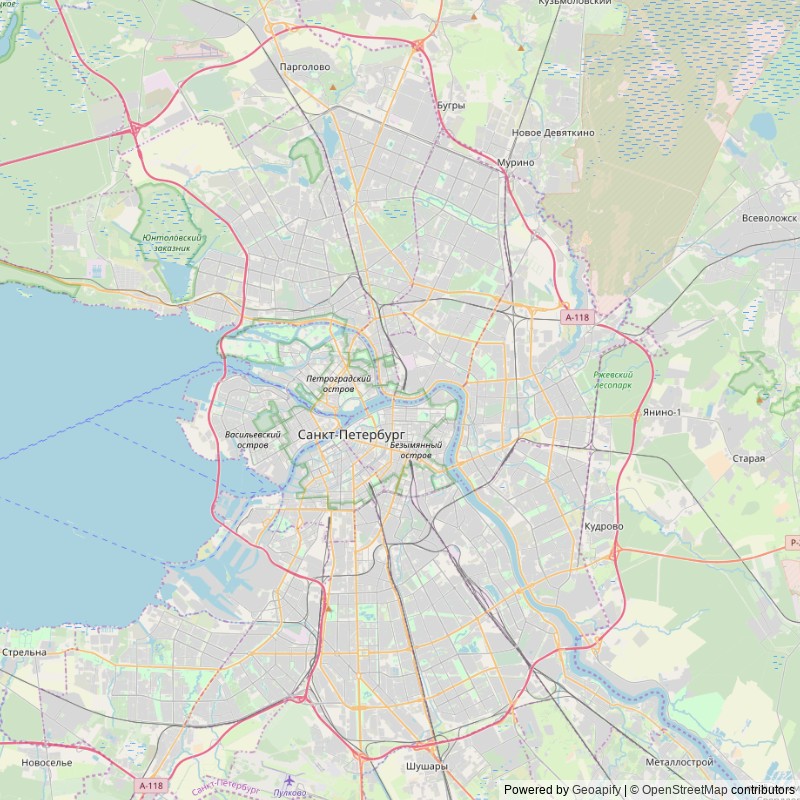 Кузьмоловский
Парголово
Бугры
Новое Девяткино
Мурино
Всеволожск
Юнтоловский
заказник
А-118
Петроградский
остров
Ржевский
лесопарк
Янино-1
Васильевский
остров
Санкт-Петербург
Безымянный
остров
Старая
Кудрово
Р-
Стрельна
Новоселье
Шушары
Металлострой
А-118
Санкт-Петербург
Пулково
Powered by Geoapify | © OpenStreetMap contributors